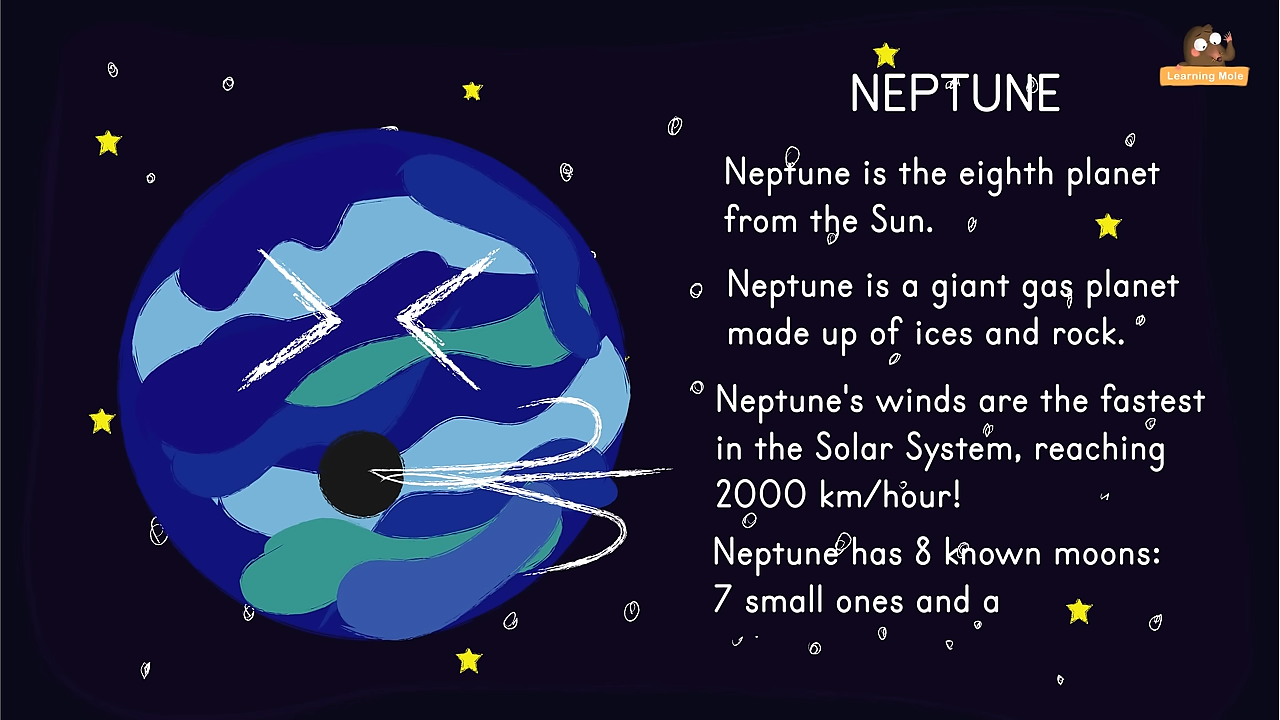 Learning Mole
NEPTUNE
Neptune is the eighth planet
from the Sun.
Neptune is a giant gas planet
made up of ices and rock.
Neptune's winds are the fastest
in the Solar System, reaching
2000 km/hour!
Neptune has 8 known moons:
7 small ones and a